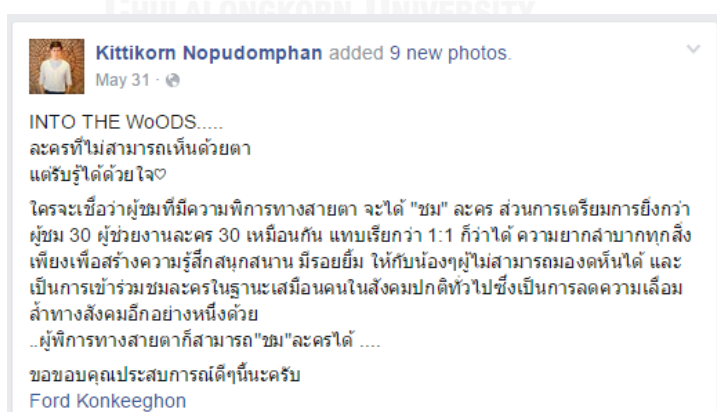 CHULALONGKORN UNIVERSITY
Kittikorn Nopudomphan added 9 new photos.
May 31 ·
INTO THE WoODS.....
ละครที่ไม่สามารถเห็นด้วยตา
แต่รับรู้ได้ด้วยใจ♡
ใครจะเชื่อว่าผู้ชมที่มีความพิการทางสายตา จะได้ "ชม" ละคร ส่วนการเตรียมการยิ่งกว่า
ผู้ชม 30 ผู้ช่วยงานละคร 30 เหมือนกัน แทบเรียกว่า 1:1 ก็ว่าได้ ความยากลำบากทุกสิ่ง
เพียงเพื่อสร้างความรู้สึกสนุกสนาน มีรอยยิ้ม ให้กับน้องๆผู้ไม่สามารถมองดห็นได้ และ
เป็นการเข้าร่วมชมละครในฐานะเสมือนคนในสังคมปกติทั่วไปซึ่งเป็นการลดความเลื่อม
ล้ำทางสังคมอีกอย่างหนึ่งด้วย
..ผู้พิการทางสายตาก็สามารถ"ชม"ละครได้ ....
ขอขอบคุณประสบการณ์ดีๆนี้นะครับ
Ford Konkeeghon